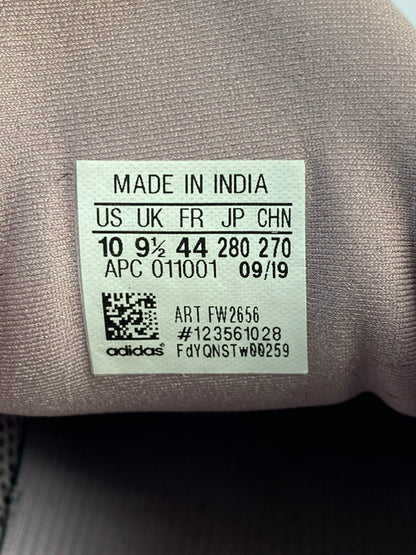 MADE IN INDIA
US UK FR JP CHN
10 9½ 44 280 270
APC 011001 09/19
ART FW2656
#123561028
adidas FdYQNSTw00259